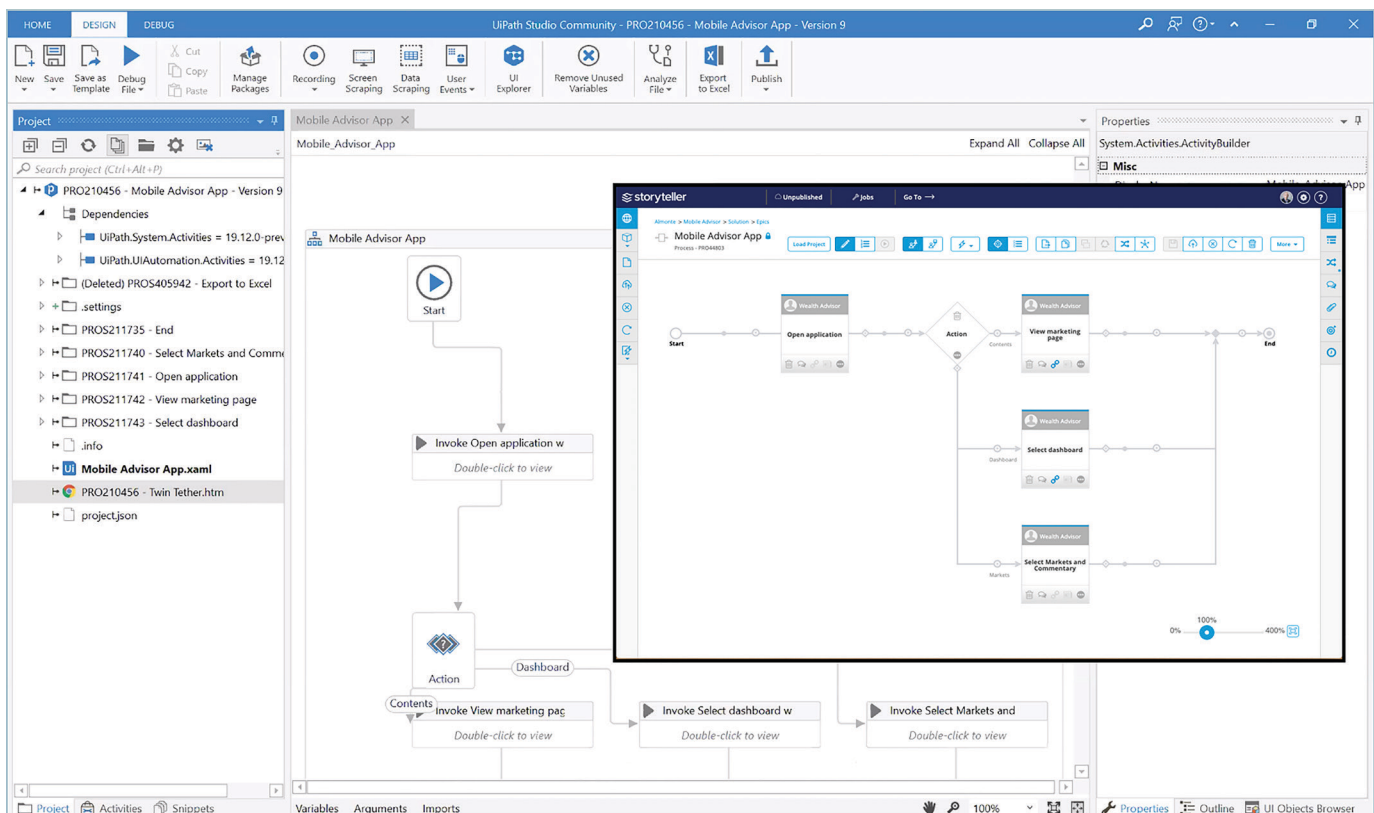 HOME DESIGN DEBUG UiPath Studio Community - PRO210456 - Mobile Advisor App - Version 9
New Save Save as Template Debug File Cut Copy Paste Manage Packages Recording Screen Scraping Data Scraping User Events UI Explorer Remove Unused Variables Analyze File Export to Excel Publish
Project
Search project (Ctrl+Alt+P)
PRO210456 - Mobile Advisor App - Version 9
Dependencies
UiPath.System.Activities = 19.12.0-prev
UiPath.UIAutomation.Activities = 19.12
(Deleted) PROS405942 - Export to Excel
.settings
PROS211735 - End
PROS211740 - Select Markets and Comme
PROS211741 - Open application
PROS211742 - View marketing page
PROS211743 - Select dashboard
.info
Mobile Advisor App.xaml
PRO210456 - Twin Tether.htm
project.json
Project Activities Snippets
Mobile Advisor App
Mobile_Advisor_App Expand All Collapse All
Mobile Advisor App
Start
Invoke Open application w
Double-click to view
Action
Dashboard
Contents
Invoke View marketing pag
Double-click to view
Invoke Select dashboard w
Double-click to view
Invoke Select Markets and
Double-click to view
Variables Arguments Imports 100%
Properties
System.Activities.ActivityBuilder
Misc
Properties Outline UI Objects Browser
storyteller Unpublished Jobs Go To
Almonte > Mobile Advisor > Solution > Epics
Mobile Advisor App
Process - PRO44803
Load Project More
Start
Wealth Advisor
Open application
Action
Contents
Wealth Advisor
View marketing
page
End
Wealth Advisor
Dashboard
Select dashboard
Wealth Advisor
Markets
Select Markets and
Commentary
100%
0% 400%